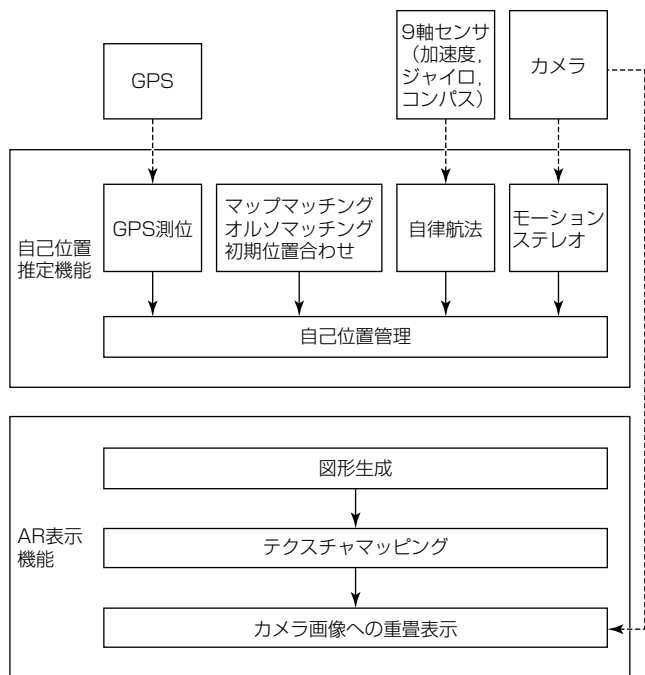 GPS
9軸センサ
（加速度，
ジャイロ，
コンパス）
カメラ
自己位置
推定機能
GPS測位
マップマッチング
オルソマッチング
初期位置合わせ
自律航法
モーション
ステレオ
自己位置管理
AR表示
機能
図形生成
テクスチャマッピング
カメラ画像への重畳表示